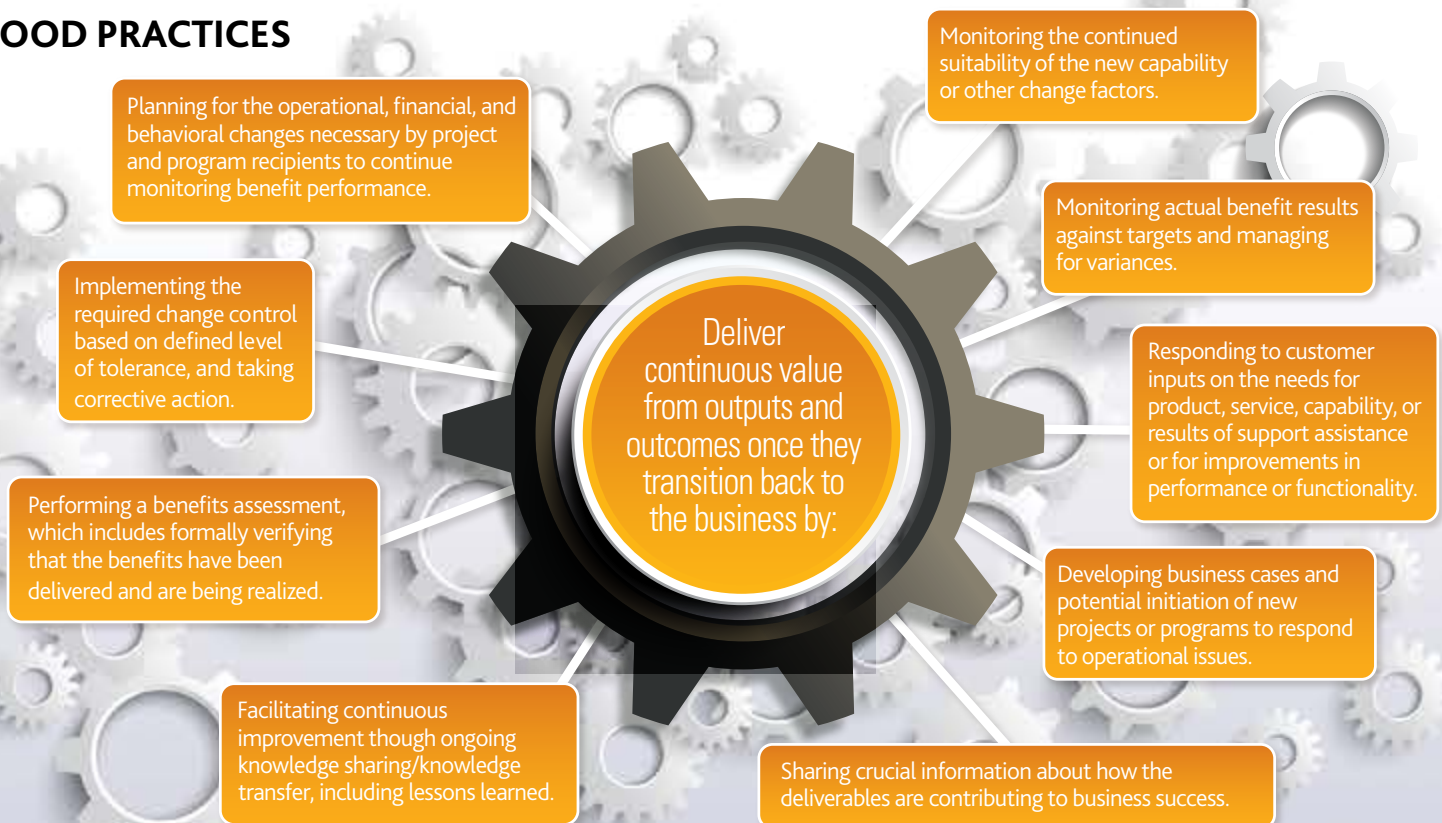 OOD PRACTICES
Planning for the operational, financial, and
behavioral changes necessary by project
and program recipients to continue
monitoring benefit performance.
Implementing the
required change control
based on defined level
of tolerance, and taking
corrective action.
Performing a benefits assessment,
which includes formally verifying
that the benefits have been
delivered and are being realized.
Facilitating continuous
improvement though ongoing
knowledge sharing/knowledge
transfer, including lessons learned.
Deliver
continuous value
from outputs and
outcomes once they
transition back to
the business by:
Monitoring the continued
suitability of the new capability
or other change factors.
Monitoring actual benefit results
against targets and managing
for variances.
Responding to customer
inputs on the needs for
product, service, capability, or
results of support assistance
or for improvements in
performance or functionality.
Developing business cases and
potential initiation of new
projects or programs to respond
to operational issues.
Sharing crucial information about how the
deliverables are contributing to business success.